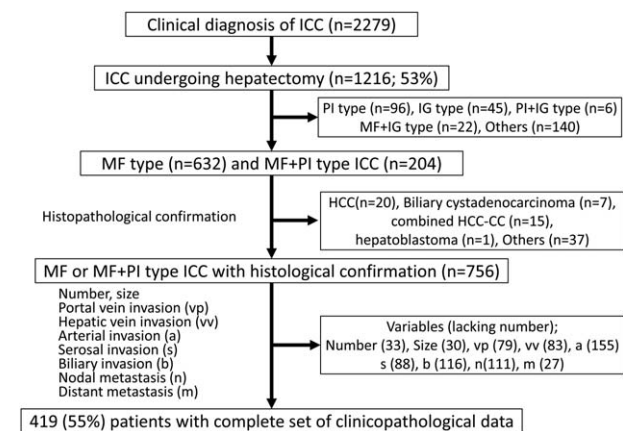 Clinical diagnosis of ICC (n=2279)
ICC undergoing hepatectomy (n=1216; 53%)
PI type (n=96), IG type (n=45), PI+IG type (n=6)
MF+IG type (n=22), Others (n=140)
MF type (n=632) and MF+PI type ICC (n=204)
Histopathological confirmation
HCC(n=20), Biliary cystadenocarcinoma (n=7),
combined HCC-CC (n=15),
hepatoblastoma (n=1), Others (n=37)
MF or MF+PI type ICC with histological confirmation (n=756)
Number, size
Portal vein invasion (vp)
Hepatic vein invasion (vv)
Arterial invasion (a)
Serosal invasion (s)
Biliary invasion (b)
Nodal metastasis (n)
Distant metastasis (m)
Variables (lacking number);
Number (33), Size (30), vp (79), vv (83), a (155)
s (88), b (116), n(111), m (27)
419 (55%) patients with complete set of clinicopathological data